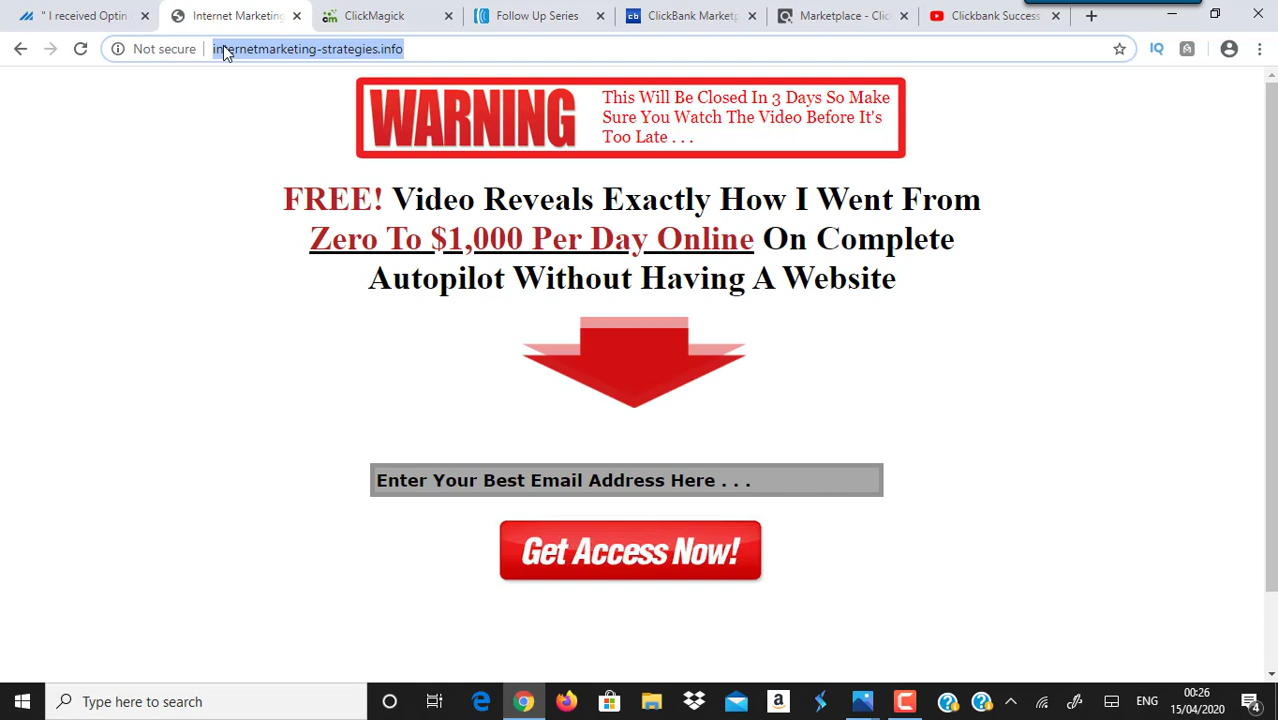 " I received Optin
Internet Marketing
ClickMagick
Follow Up Series
ClickBank Marketp
Marketplace - Clic
Clickbank Success
Not secure
internetmarketing-strategies.info
IQ
WARNING
This Will Be Closed In 3 Days So Make
Sure You Watch The Video Before It's
Too Late . . .
FREE! Video Reveals Exactly How I Went From
Zero To $1,000 Per Day Online On Complete
Autopilot Without Having A Website
Enter Your Best Email Address Here . . .
Get Access Now!
Type here to search
ENG
00:26
15/04/2020
4